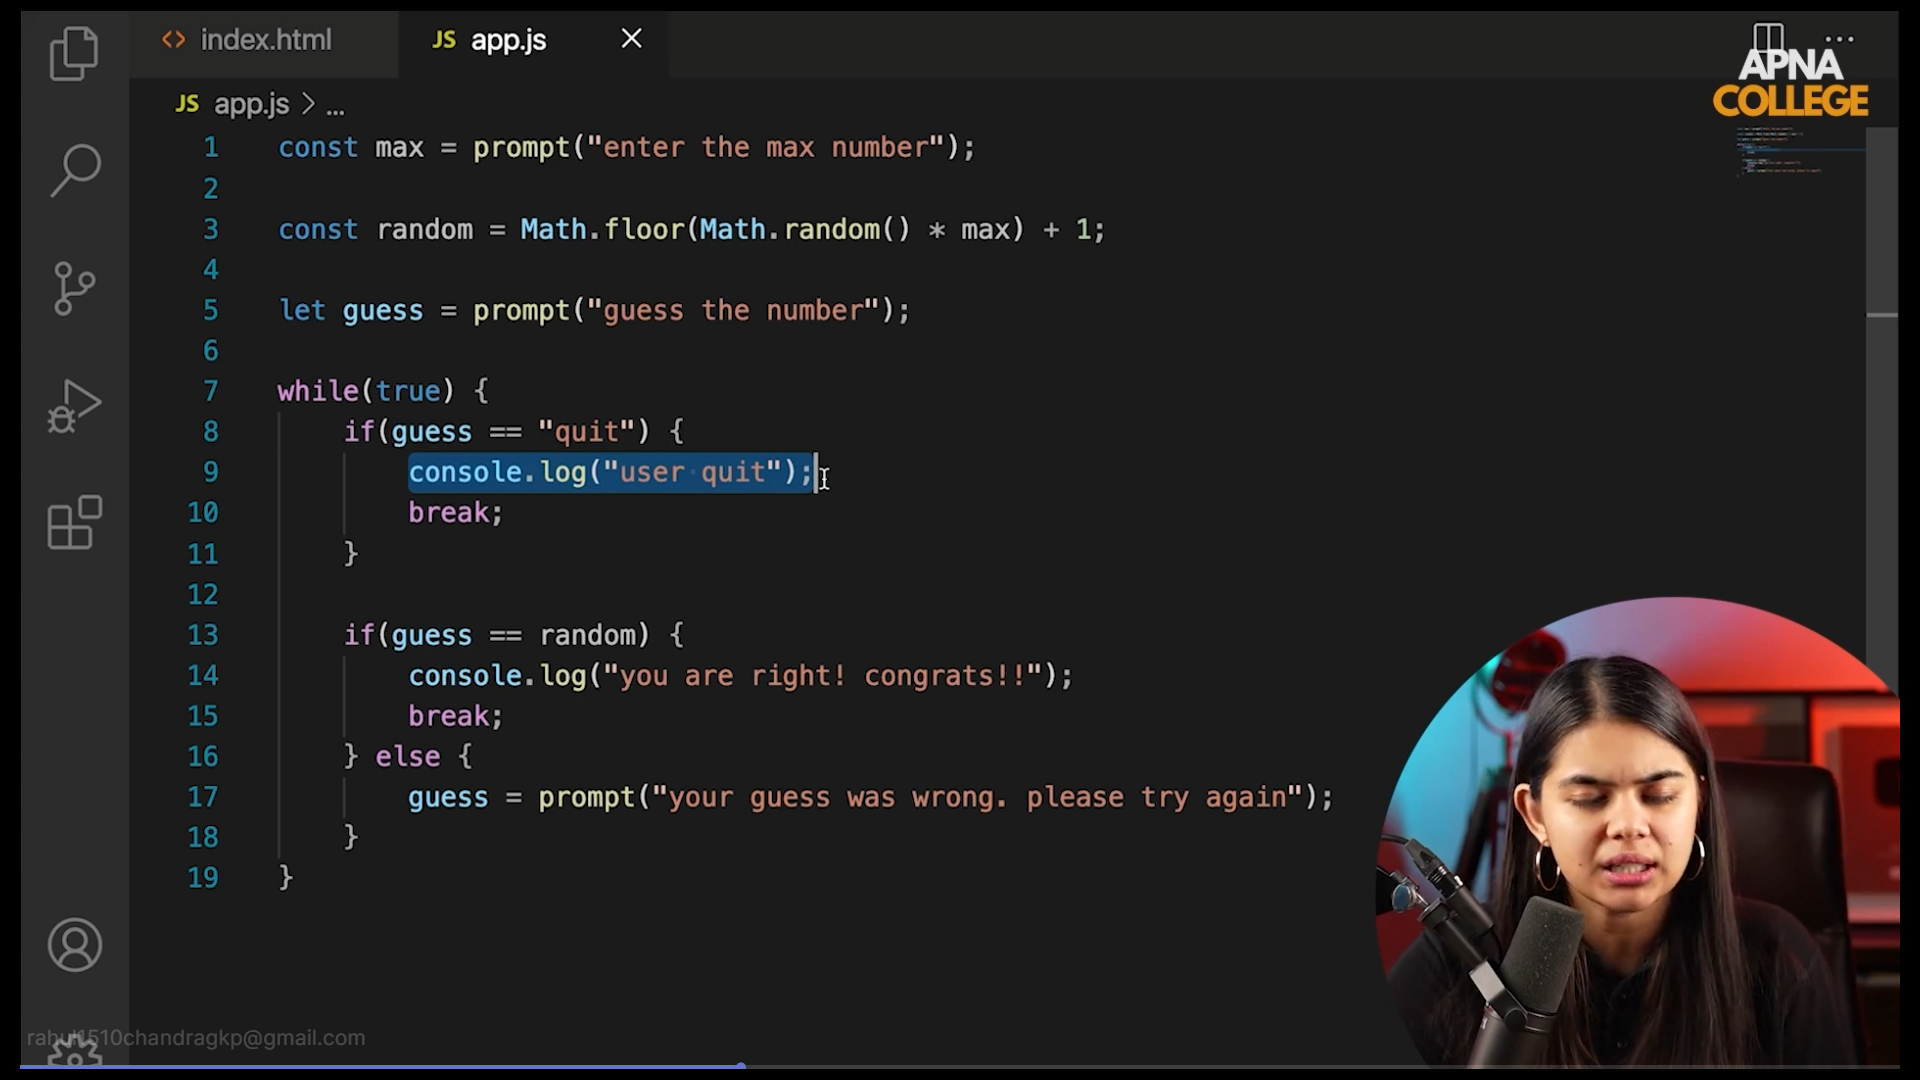 index.html
JS app.js
APNA
COLLEGE
JS app.js > ...
1 const max = prompt("enter the max number");
2
3 const random = Math.floor(Math.random() * max) + 1;
4
5 let guess = prompt("guess the number");
6
7 while(true) {
8 if(guess == "quit") {
9 console.log("user quit");
10 break;
11 }
12
13 if(guess == random) {
14 console.log("you are right! congrats!!");
15 break;
16 } else {
17 guess = prompt("your guess was wrong. please try again");
18 }
19 }
rahul1510chandragkp@gmail.com